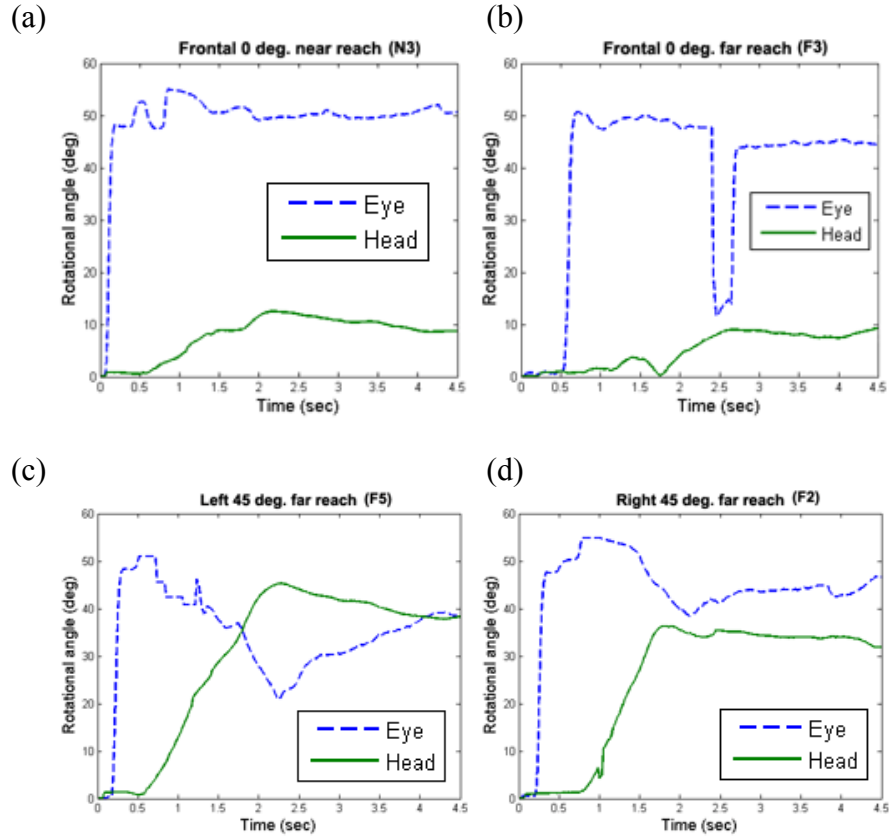 (a)
Frontal 0 deg. near reach (N3)
60
50
40
30
20
10
0
Rotational angle (deg)
Eye
Head
0 0.5 1 1.5 2 2.5 3 3.5 4 4.5
Time (sec)
(b)
Frontal 0 deg. far reach (F3)
60
50
40
30
20
10
0
Rotational angle (deg)
Eye
Head
0 0.5 1 1.5 2 2.5 3 3.5 4 4.5
Time (sec)
(c)
Left 45 deg. far reach (F5)
60
50
40
30
20
10
0
Rotational angle (deg)
Eye
Head
0 0.5 1 1.5 2 2.5 3 3.5 4 4.5
Time (sec)
(d)
Right 45 deg. far reach (F2)
60
50
40
30
20
10
0
Rotational angle (deg)
Eye
Head
0 0.5 1 1.5 2 2.5 3 3.5 4 4.5
Time (sec)